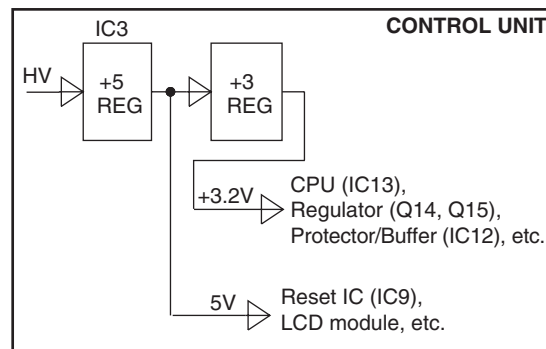 CONTROL UNIT
IC3
HV
+5
REG
+3
REG
+3.2V
CPU (IC13),
Regulator (Q14, Q15),
Protector/Buffer (IC12), etc.
5V
Reset IC (IC9),
LCD module, etc.